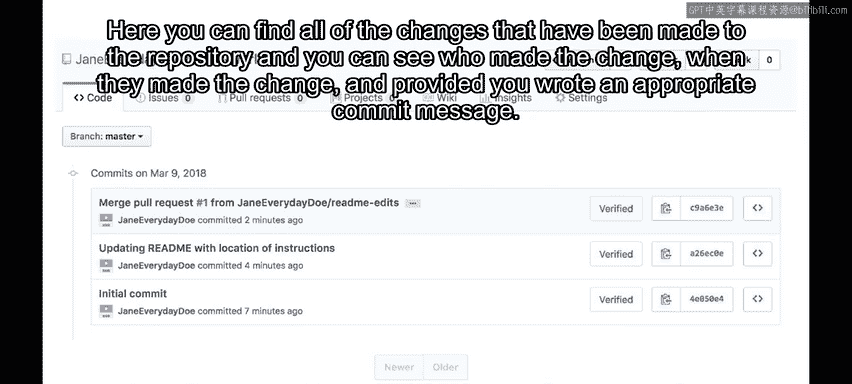 GPT中英字幕课程资源@bilibili.com
Here you can find all of the changes that have been made to
the repository and you can see who made the change, when
they made the change, and provided you wrote an appropriate
commit message.
0
<> Code
Issues 0
Pull requests 0
Projects 0
Wiki
Insights
Settings
Branch: master
Commits on Mar 9, 2018
Merge pull request #1 from JaneEverydayDoe/readme-edits ...
JaneEverydayDoe committed 2 minutes ago
Verified
c9a6e3e
<>
Updating README with location of instructions
JaneEverydayDoe committed 4 minutes ago
Verified
a26ec0e
<>
Initial commit
JaneEverydayDoe committed 7 minutes ago
Verified
4e050e4
<>
Newer
Older